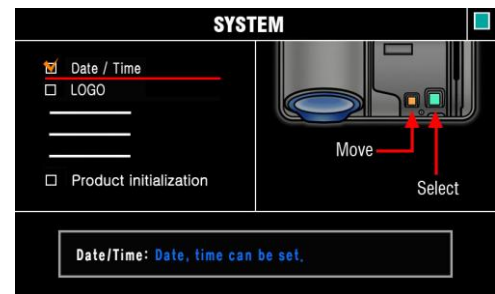 SYSTEM
Date / Time
LOGO
Product initialization
Move
Select
Date/Time: Date, time can be set,